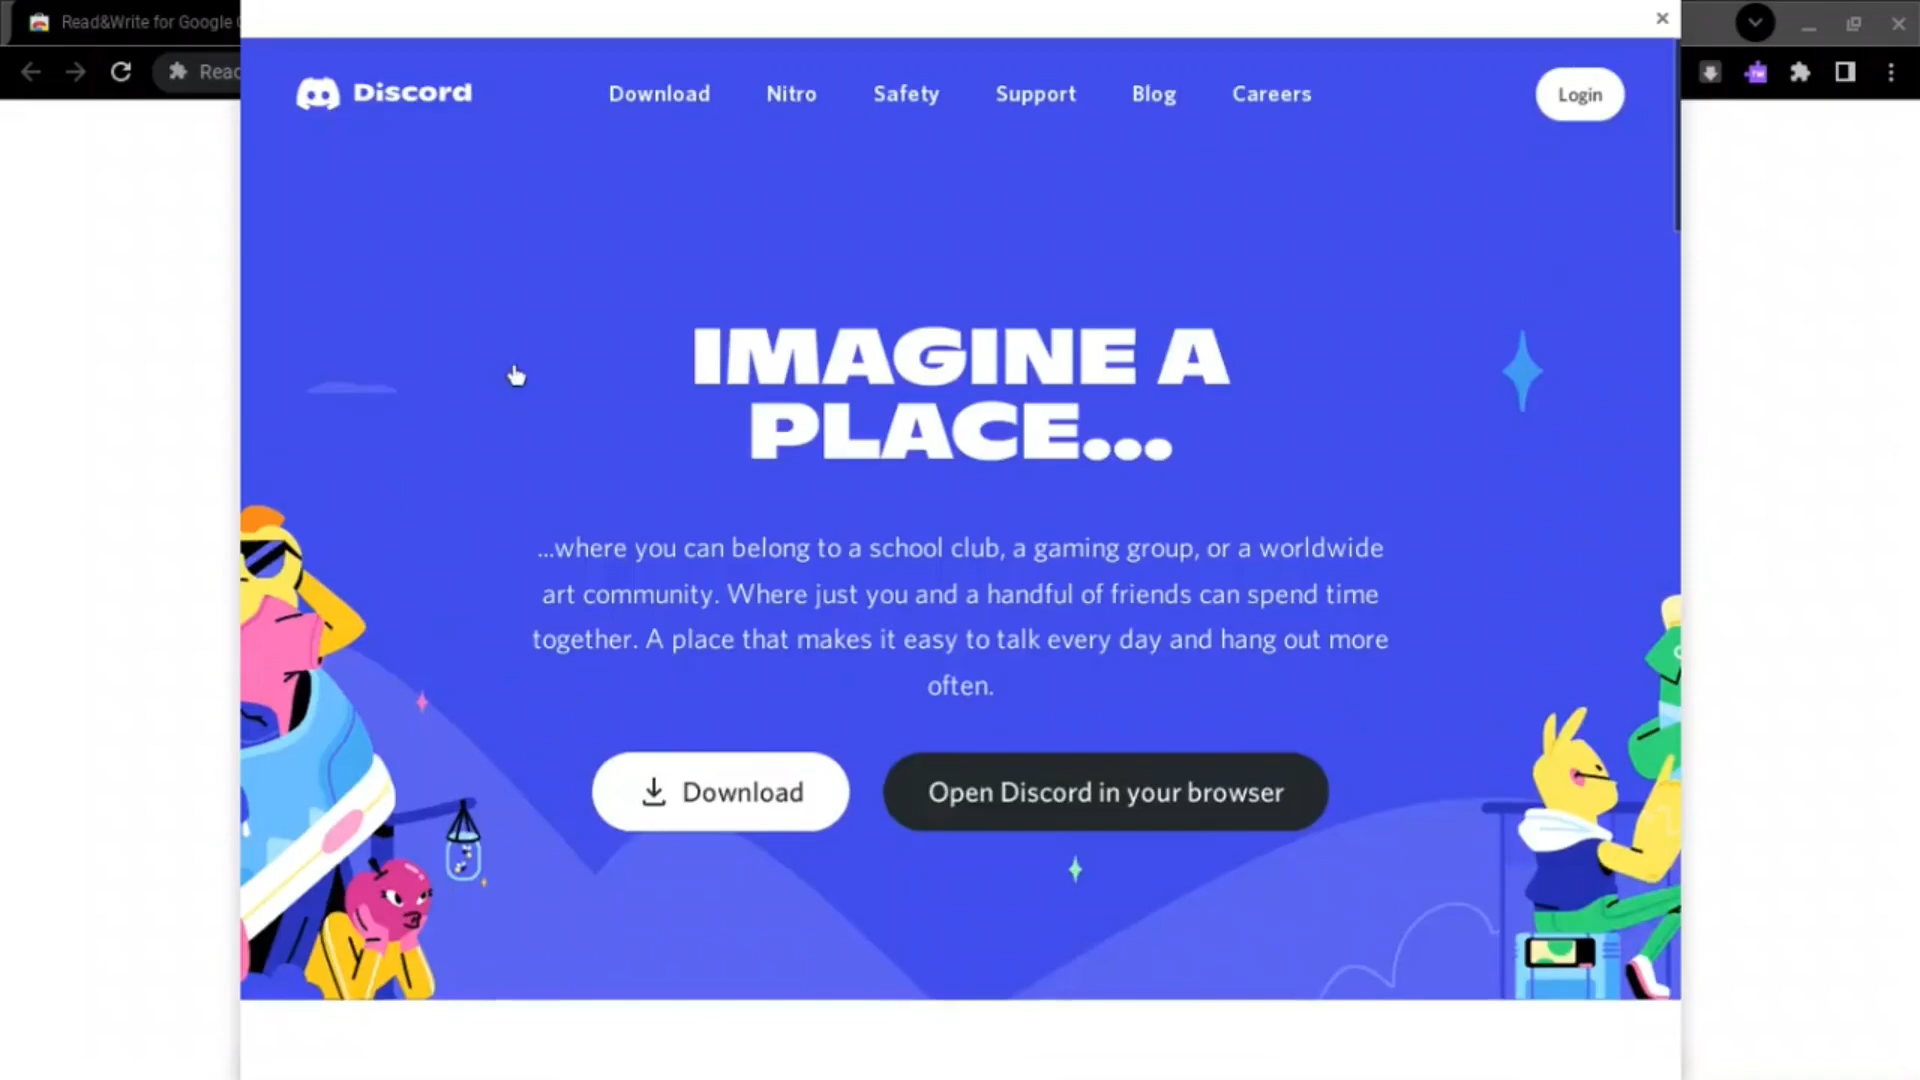 Read&Write for Google
Read
Discord
Download Nitro Safety Support Blog Careers
Login
IMAGINE A
PLACE...
...where you can belong to a school club, a gaming group, or a worldwide
art community. Where just you and a handful of friends can spend time
together. A place that makes it easy to talk every day and hang out more
often.
Download
Open Discord in your browser